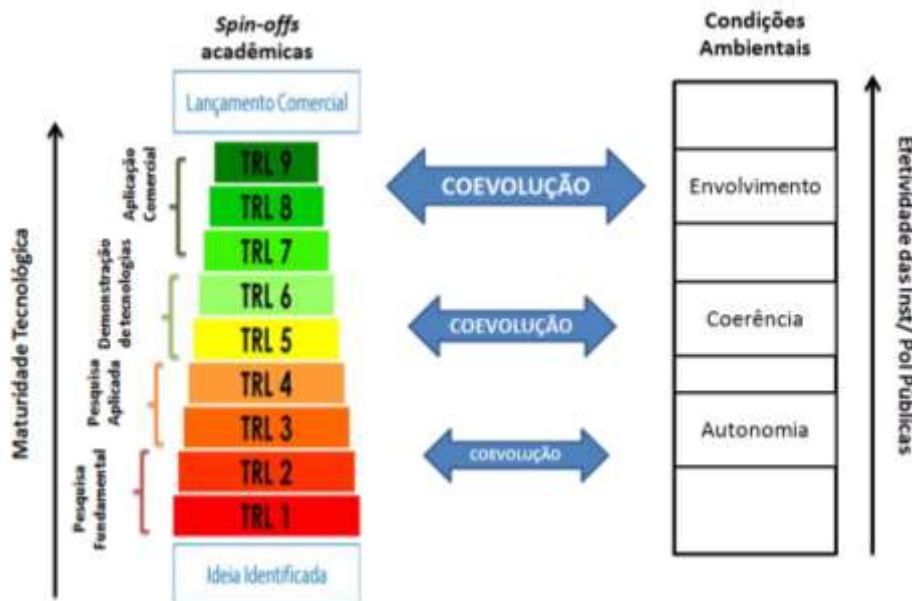 Spin-offs
acadêmicas
Condições
Ambientais
Lançamento Comercial
TRL 9
TRL 8
TRL 7
TRL 6
TRL 5
TRL 4
TRL 3
TRL 2
TRL 1
Ideia Identificada
Maturidade Tecnológica
Aplicação
Comercial
Demonstração
de tecnologias
Pesquisa
Aplicada
Pesquisa
Fundamental
COEVOLUÇÃO
COEVOLUÇÃO
COEVOLUÇÃO
Envolvimento
Coerência
Autonomia
Efetividade das Inst/ Pol Publicas